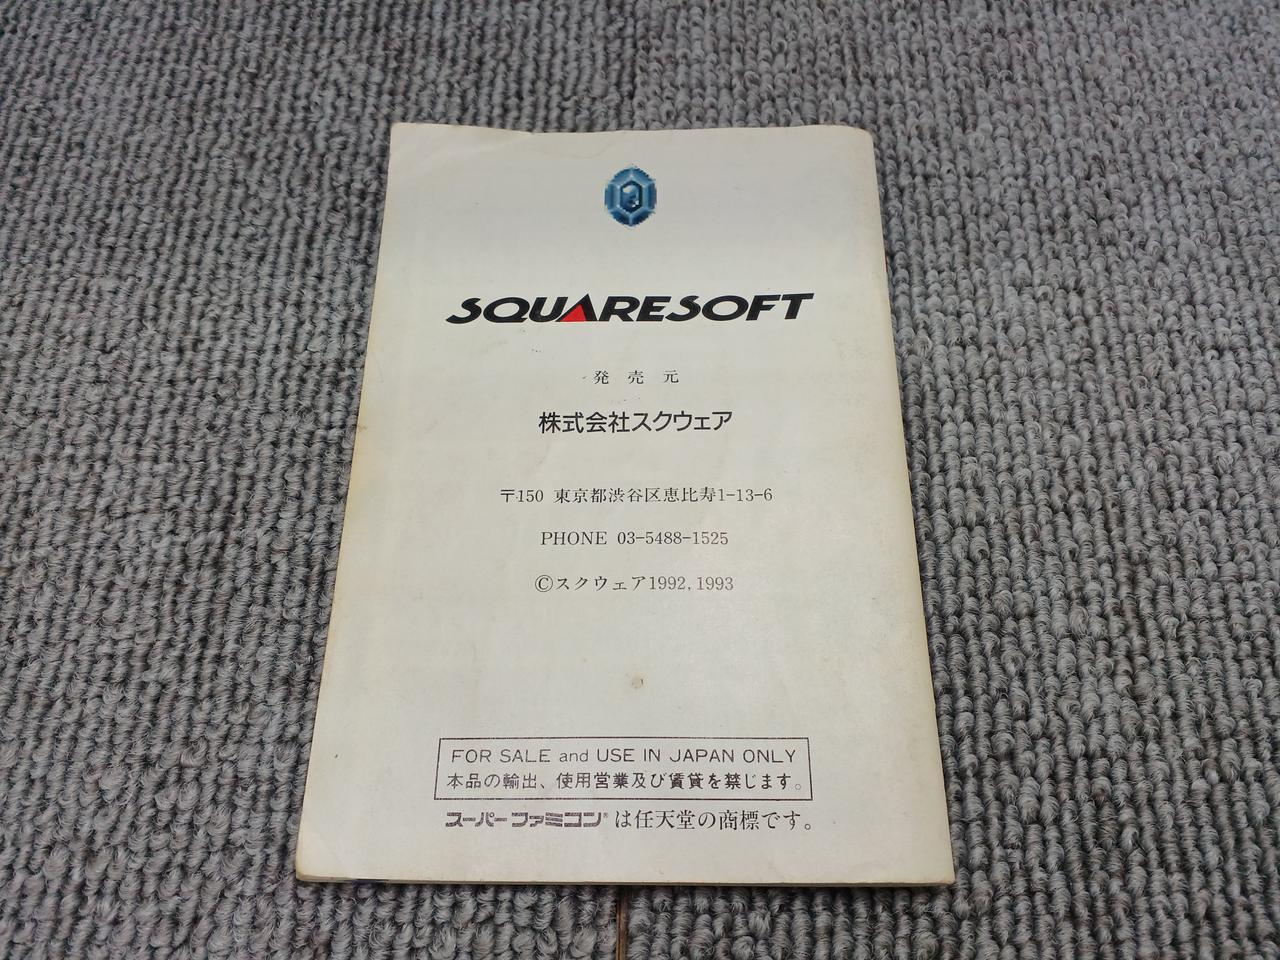 SQUARESOFT
発売元
株式会社スクウェア
〒150 東京都渋谷区恵比寿1-13-6
PHONE 03-5488-1525
©スクウェア1992,1993
FOR SALE and USE IN JAPAN ONLY
本品の輸出、使用営業及び賃貸を禁じます。
スーパーファミコン®は任天堂の商標です。